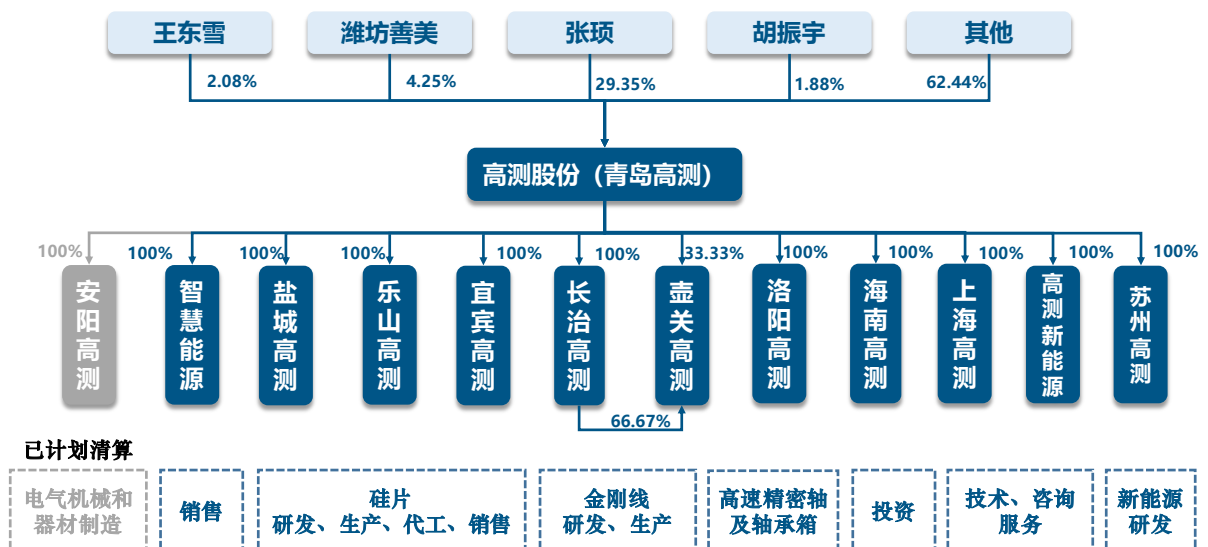 王东雪
潍坊善美
张顼
胡振宇
其他
2.08%
4.25%
29.35%
1.88%
62.44%
高测股份（青岛高测）
100%
100%
100%
100%
100%
100%
33.33%
100%
100%
100%
100%
100%
安阳高测
智慧能源
盐城高测
乐山高测
宜宾高测
长治高测
壶关高测
洛阳高测
海南高测
上海高测
高测新能源
苏州高测
66.67%
已计划清算
电气机械和
器材制造
销售
硅片
研发、生产、代工、销售
金刚线
研发、生产
高速精密轴
及轴承箱
投资
技术、咨询
服务
新能源
研发